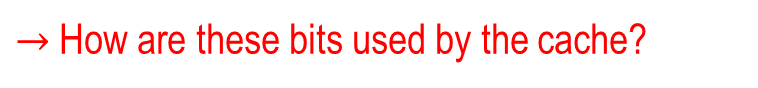 → How are these bits used by the cache?